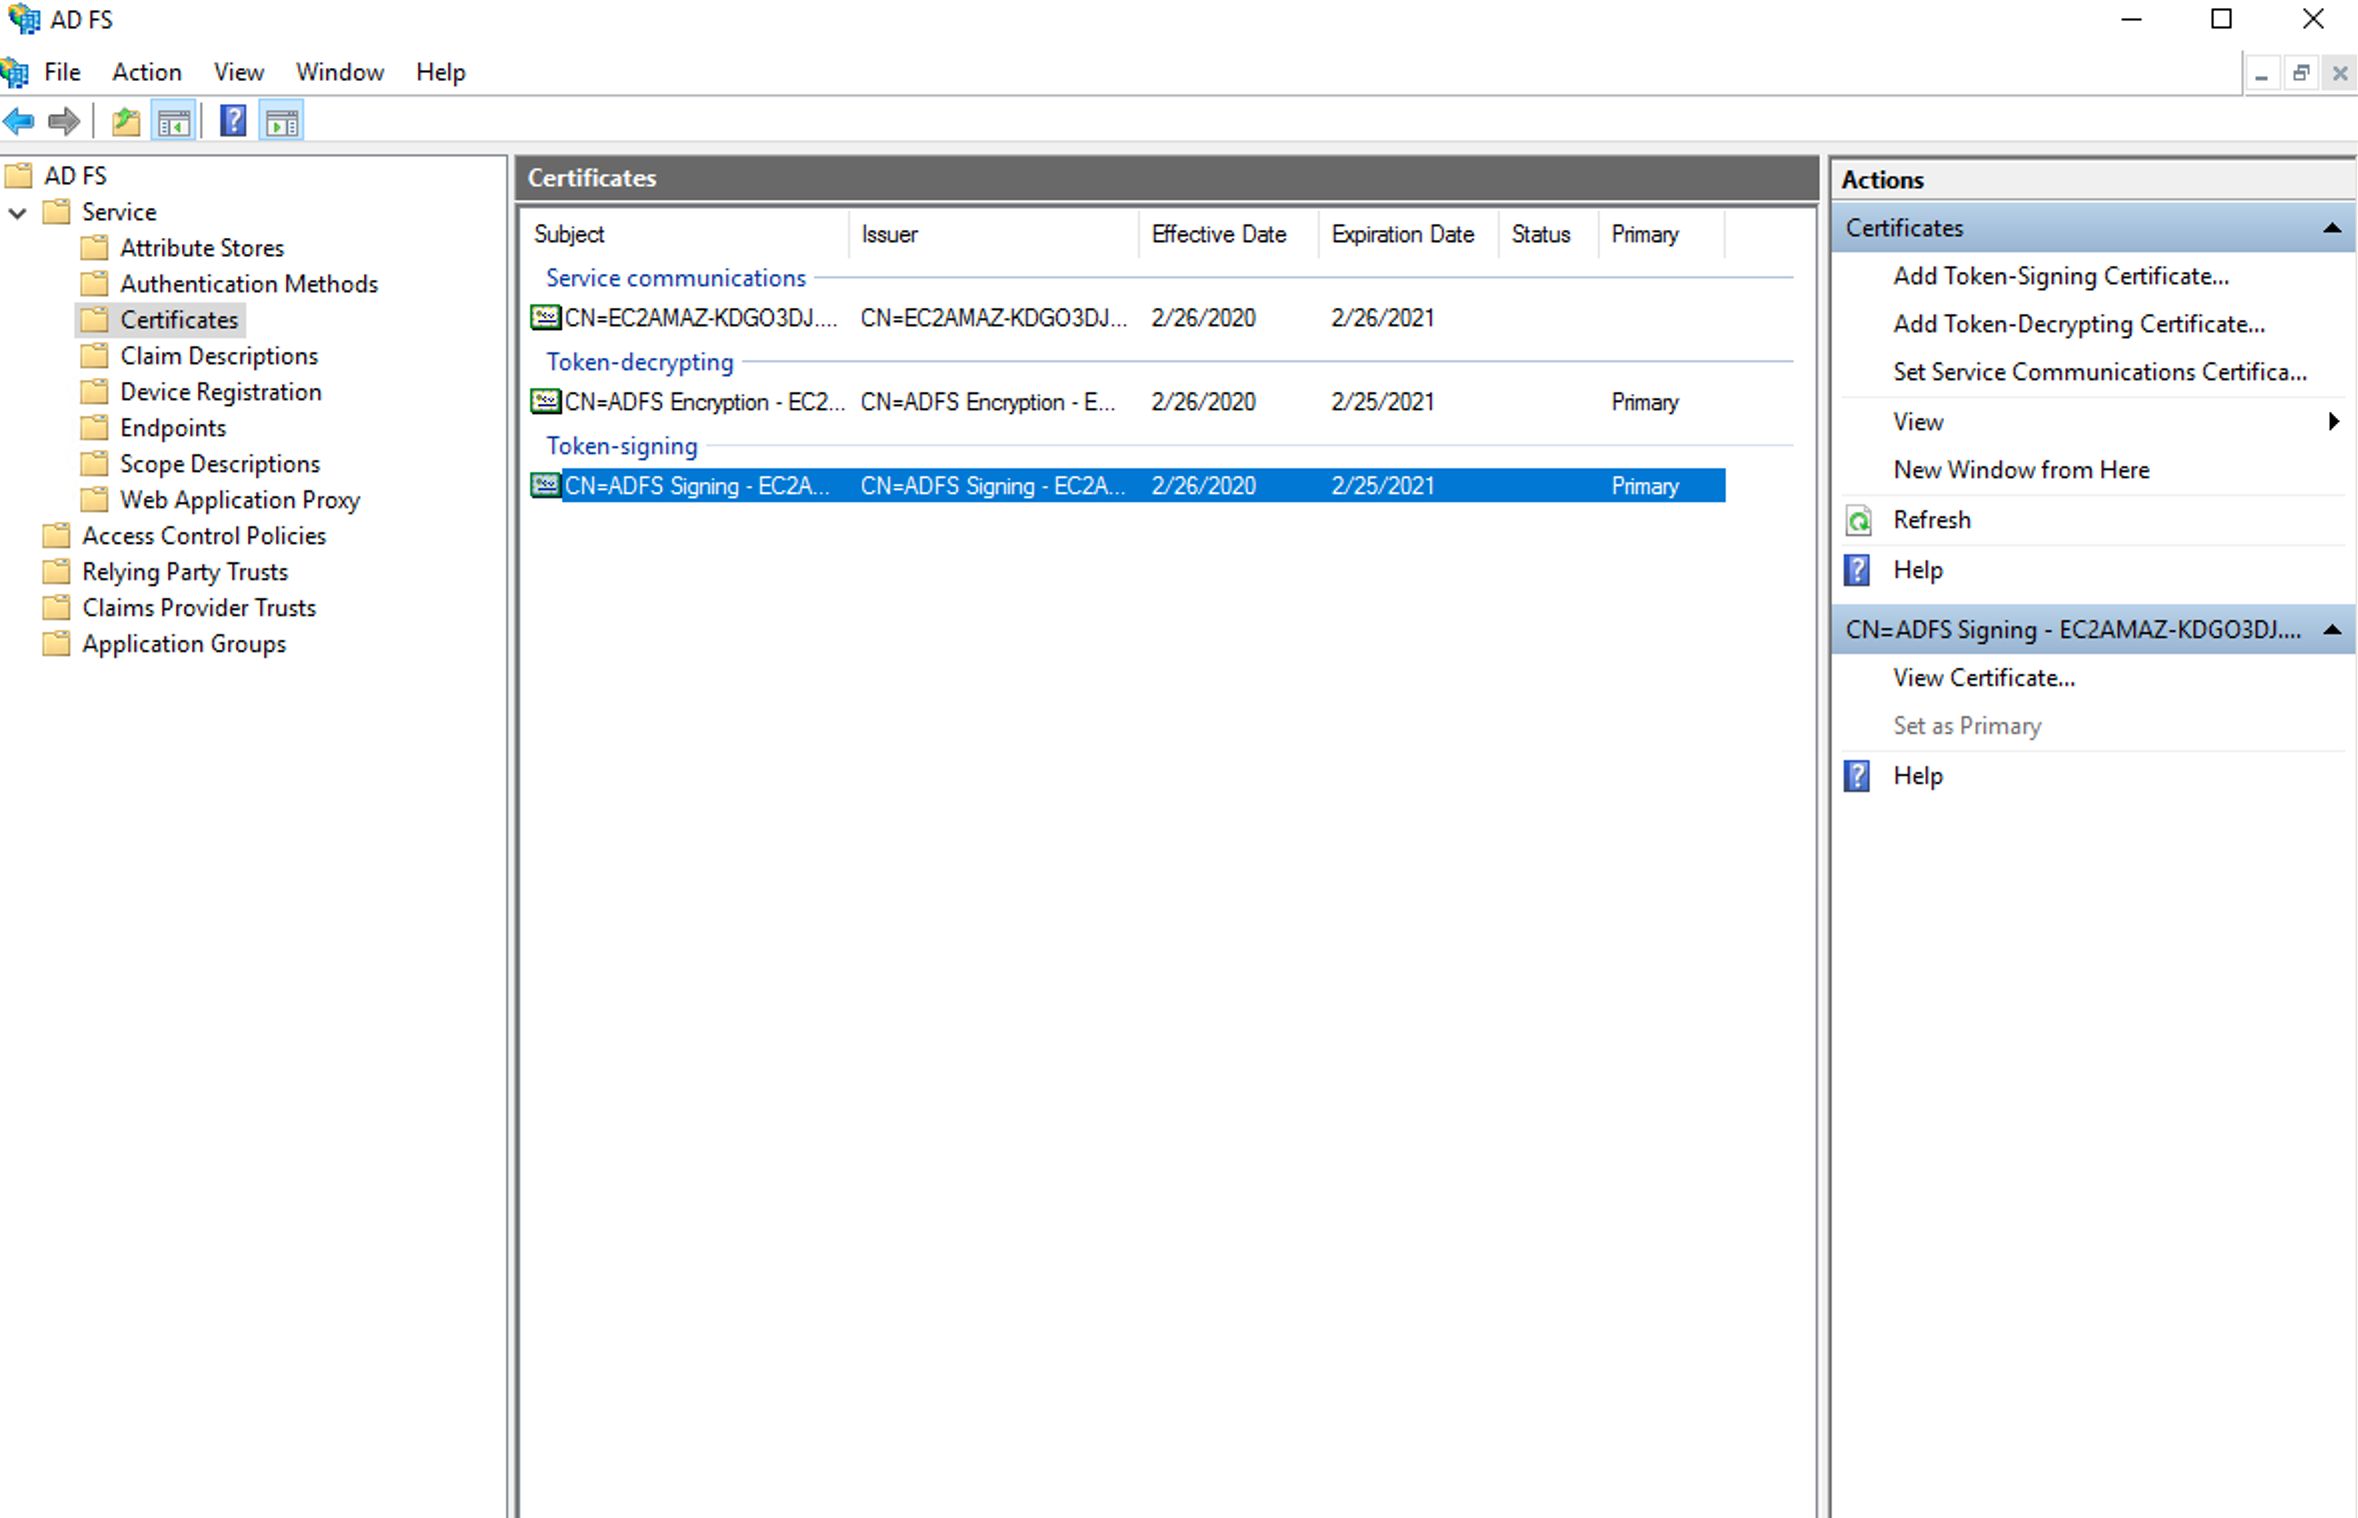 AD FS
File Action View Window Help
AD FS
Service
Attribute Stores
Authentication Methods
Certificates
Claim Descriptions
Device Registration
Endpoints
Scope Descriptions
Web Application Proxy
Access Control Policies
Relying Party Trusts
Claims Provider Trusts
Application Groups
Certificates
Subject Issuer Effective Date Expiration Date Status Primary
Service communications
CN=EC2AMAZ-KDGO3DJ.... CN=EC2AMAZ-KDGO3DJ... 2/26/2020 2/26/2021
Token-decrypting
CN=ADFS Encryption - EC2... CN=ADFS Encryption - E... 2/26/2020 2/25/2021 Primary
Token-signing
CN=ADFS Signing - EC2A... CN=ADFS Signing - EC2A... 2/26/2020 2/25/2021 Primary
Actions
Certificates
Add Token-Signing Certificate...
Add Token-Decrypting Certificate...
Set Service Communications Certifica...
View
New Window from Here
Refresh
Help
CN=ADFS Signing - EC2AMAZ-KDGO3DJ....
View Certificate...
Set as Primary
Help